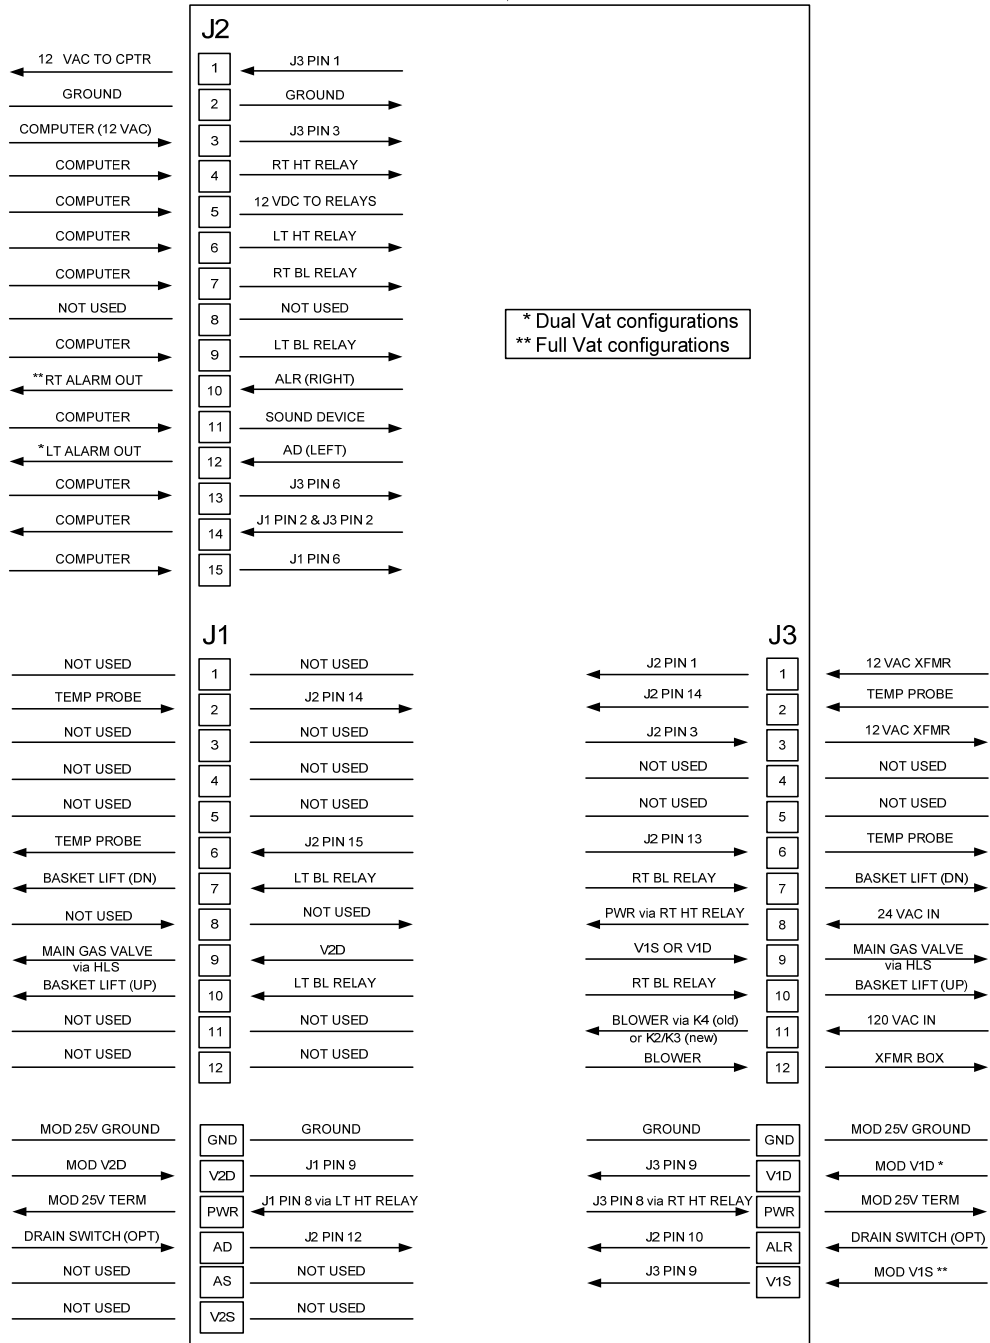 J2
12 VAC TO CPTR 1 J3 PIN 1
GROUND 2 GROUND
COMPUTER (12 VAC) 3 J3 PIN 3
COMPUTER 4 RT HT RELAY
COMPUTER 5 12 VDC TO RELAYS
COMPUTER 6 LT HT RELAY
COMPUTER 7 RT BL RELAY
NOT USED 8 NOT USED
COMPUTER 9 LT BL RELAY
**RT ALARM OUT 10 ALR (RIGHT)
COMPUTER 11 SOUND DEVICE
*LT ALARM OUT 12 AD (LEFT)
COMPUTER 13 J3 PIN 6
COMPUTER 14 J1 PIN 2 & J3 PIN 2
COMPUTER 15 J1 PIN 6
* Dual Vat configurations
** Full Vat configurations
J1
NOT USED 1 NOT USED
TEMP PROBE 2 J2 PIN 14
NOT USED 3 NOT USED
NOT USED 4 NOT USED
NOT USED 5 NOT USED
TEMP PROBE 6 J2 PIN 15
BASKET LIFT (DN) 7 LT BL RELAY
NOT USED 8 NOT USED
MAIN GAS VALVE 9 V2D
via HLS
BASKET LIFT (UP) 10 LT BL RELAY
NOT USED 11 NOT USED
NOT USED 12 NOT USED
MOD 25V GROUND GND GROUND
MOD V2D V2D J1 PIN 9
MOD 25V TERM PWR J1 PIN 8 via LT HT RELAY
DRAIN SWITCH (OPT) AD J2 PIN 12
NOT USED AS NOT USED
NOT USED V2S NOT USED
J3
J2 PIN 1 1 12 VAC XFMR
J2 PIN 14 2 TEMP PROBE
J2 PIN 3 3 12 VAC XFMR
NOT USED 4 NOT USED
NOT USED 5 NOT USED
J2 PIN 13 6 TEMP PROBE
RT BL RELAY 7 BASKET LIFT (DN)
PWR via RT HT RELAY 8 24 VAC IN
V1S OR V1D 9 MAIN GAS VALVE
via HLS
RT BL RELAY 10 BASKET LIFT (UP)
BLOWER via K4 (old) 11 120 VAC IN
or K2/K3 (new)
BLOWER 12 XFMR BOX
GROUND GND MOD 25V GROUND
J3 PIN 9 V1D MOD V1D *
J3 PIN 8 via RT HT RELAY PWR MOD 25V TERM
J2 PIN 10 ALR DRAIN SWITCH (OPT)
J3 PIN 9 V1S MOD V1S **